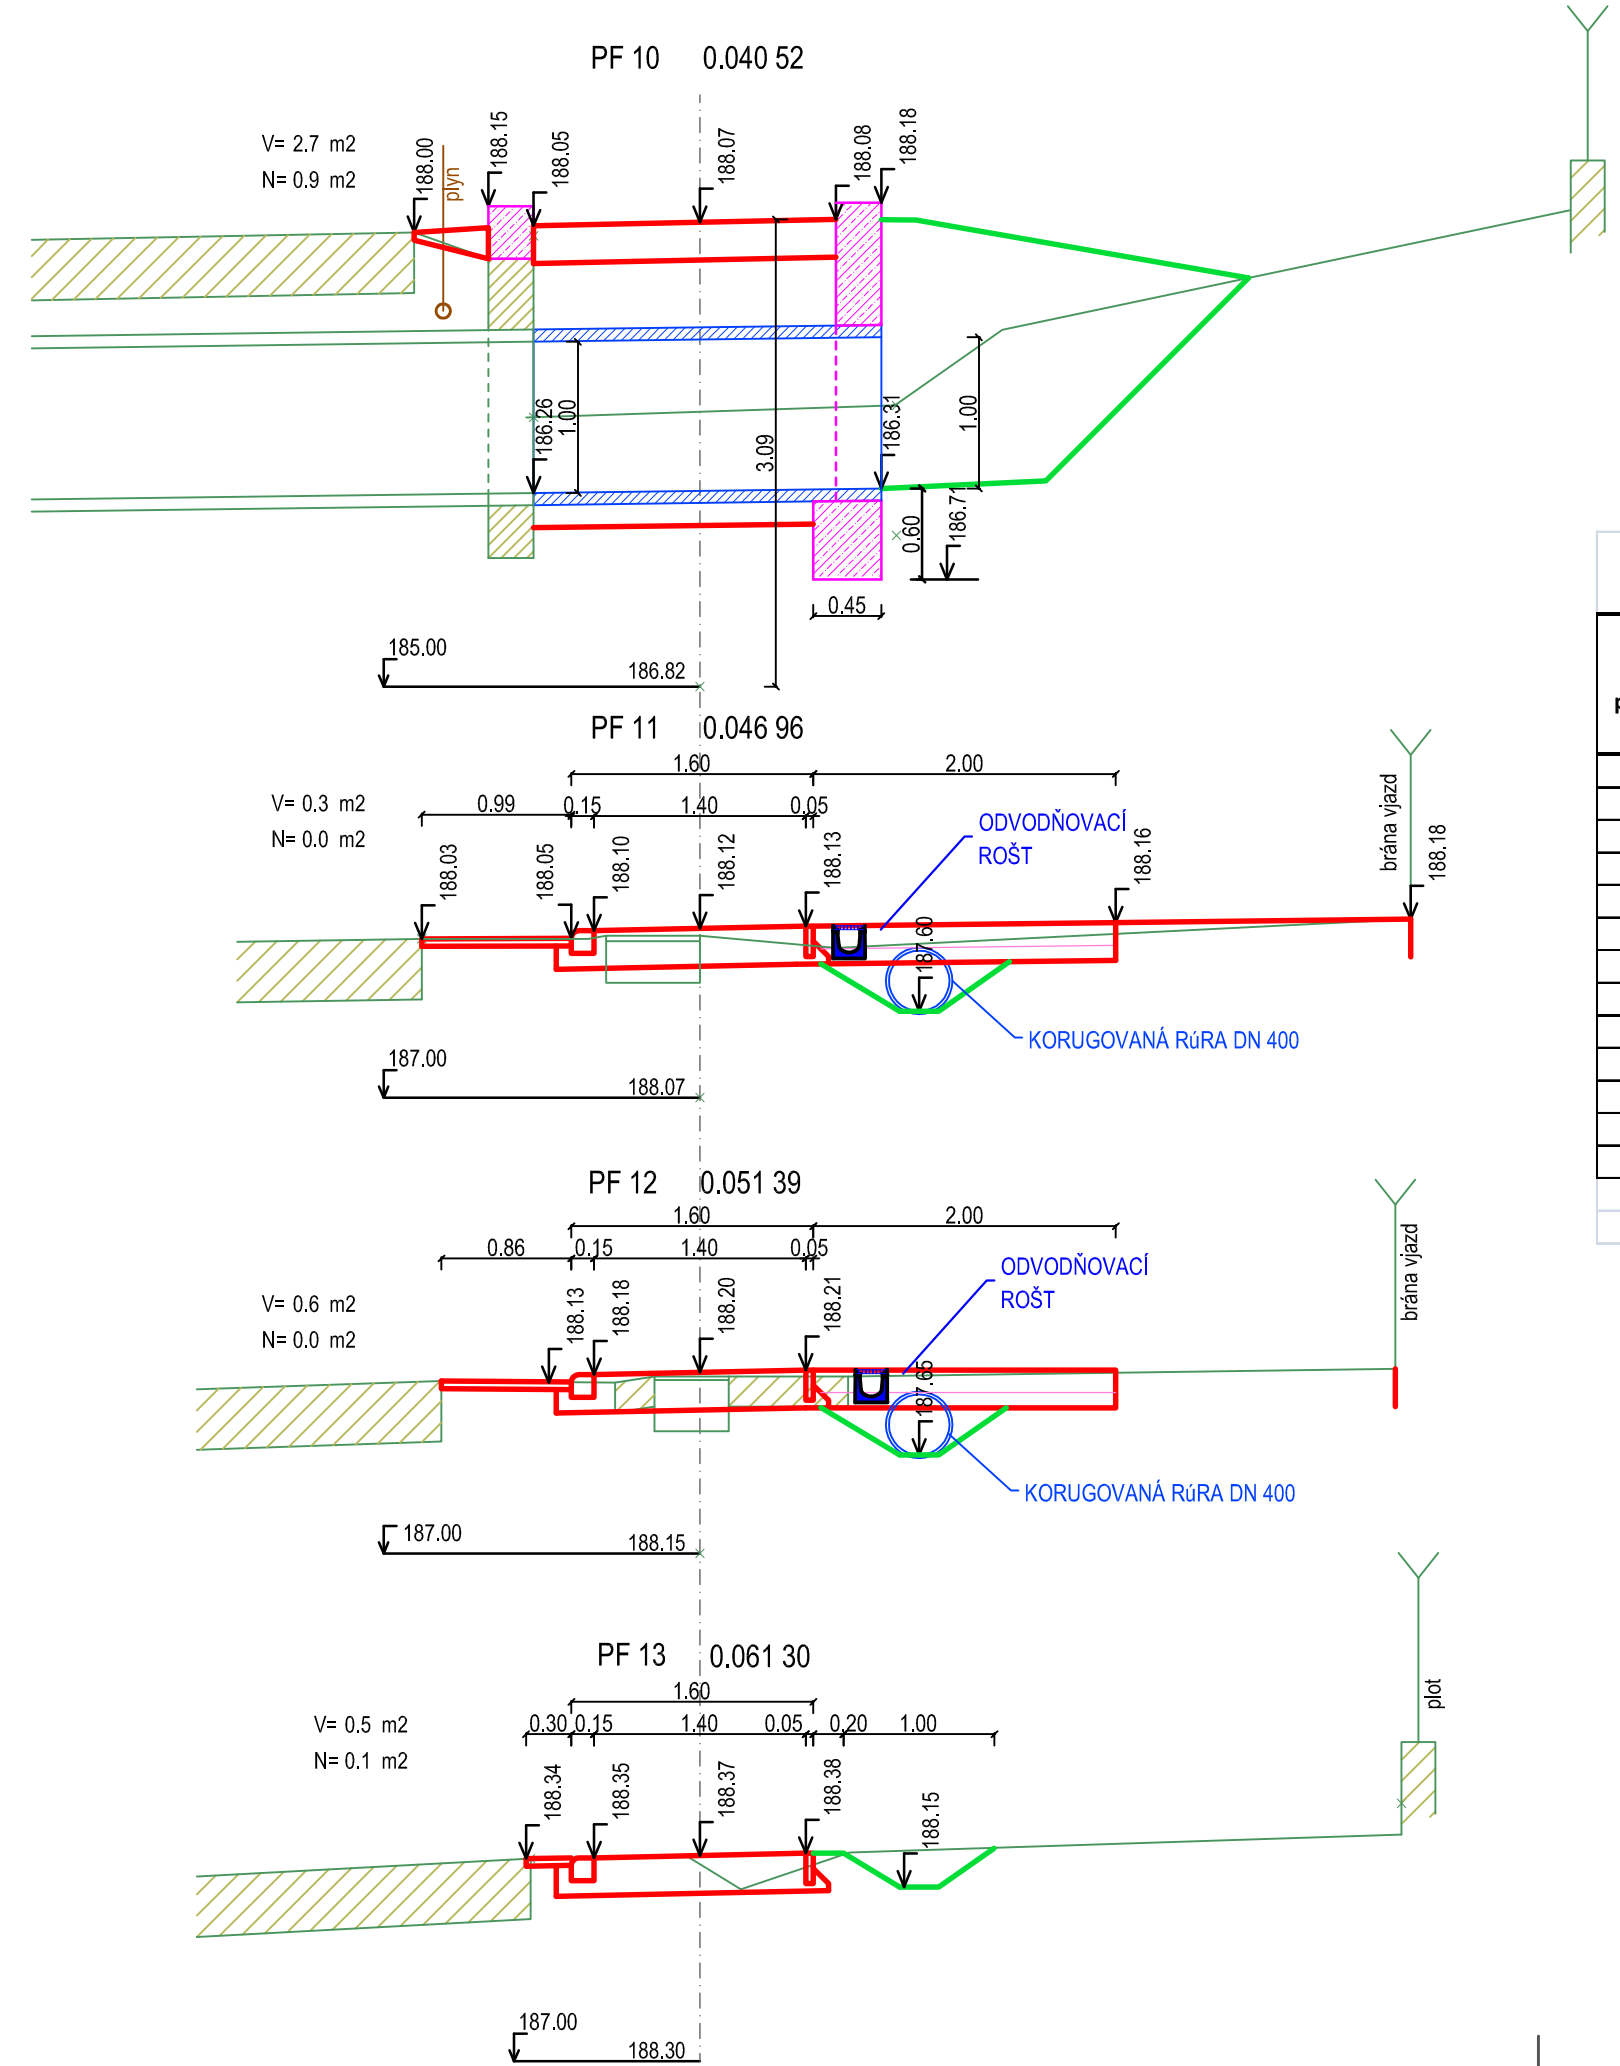 PF 10 0.040 52
V= 2.7 m2
N= 0.9 m2
188.00
plyn
188.15
188.05
188.07
188.08
188.18
186.26
1.00
3.09
186.31
1.00
0.60
186.71
0.45
185.00
186.82
PF 11 0.046 96
1.60 2.00
V= 0.3 m2
N= 0.0 m2
0.99 0.15 1.40 0.05
ODVODŇOVACÍ
ROŠT
188.03
188.05
188.10
188.12
188.13
188.16
brána vjazd
188.18
187.60
KORUGOVANÁ RúRA DN 400
187.00
188.07
PF 12 0.051 39
1.60 2.00
0.86 0.15 1.40 0.05
ODVODŇOVACÍ
ROŠT
V= 0.6 m2
N= 0.0 m2
188.13
188.18
188.20
188.21
brána vjazd
187.65
KORUGOVANÁ RúRA DN 400
187.00
188.15
PF 13 0.061 30
1.60
V= 0.5 m2
N= 0.1 m2
0.30 0.15 1.40 0.05 0.20 1.00
188.34
188.35
188.37
188.38
188.15
plot
187.00
188.30